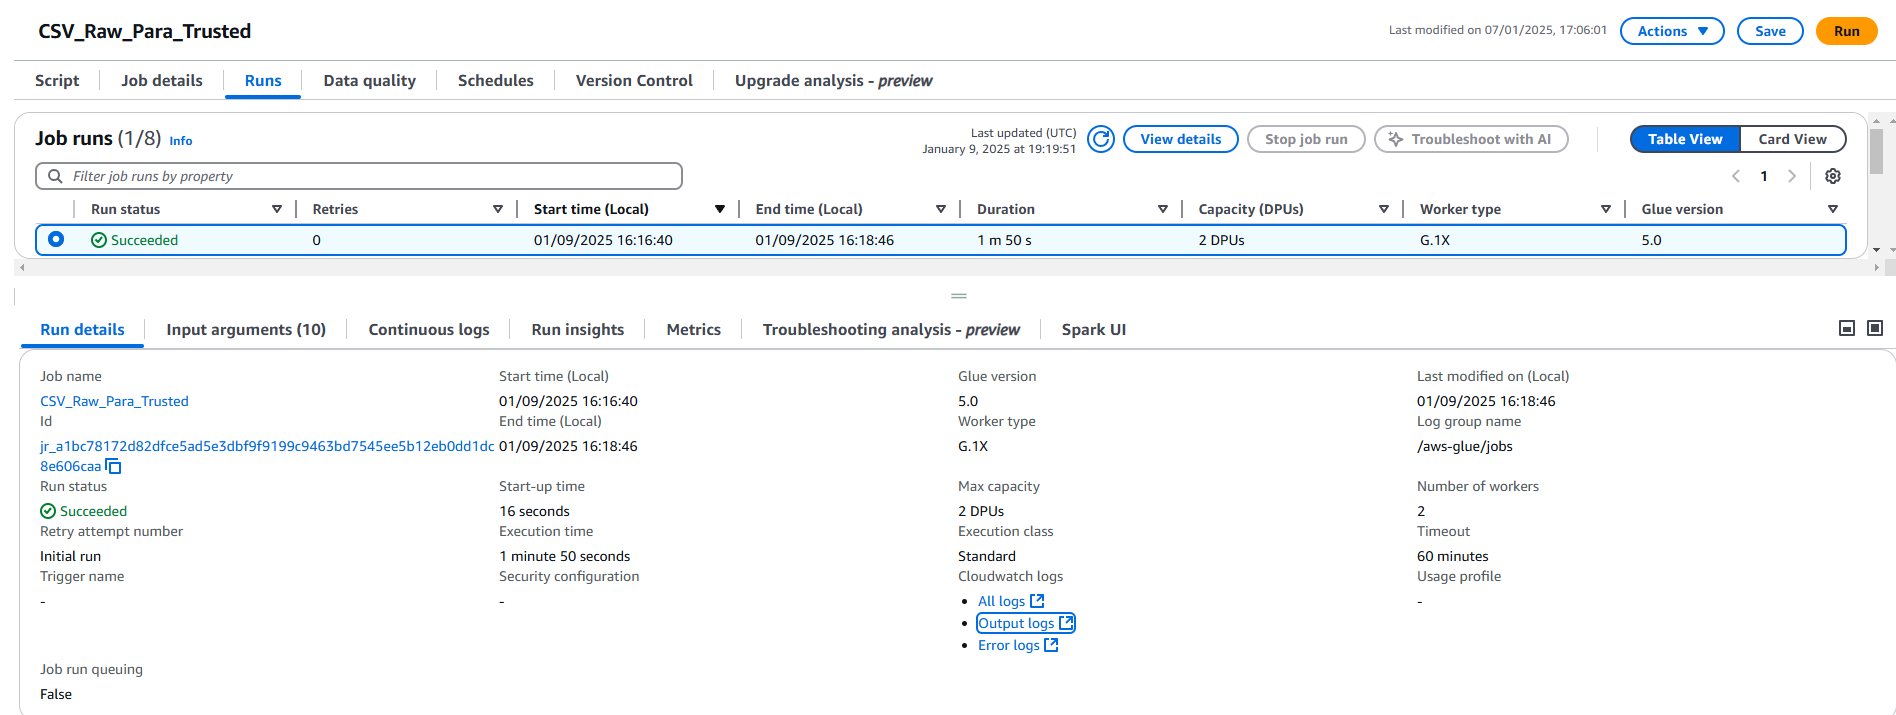 CSV_Raw_Para_Trusted
Last modified on 07/01/2025, 17:06:01
Actions
Save
Run
Script
Job details
Runs
Data quality
Schedules
Version Control
Upgrade analysis - preview
Job runs (1/8) Info
Last updated (UTC)
January 9, 2025 at 19:19:51
View details
Stop job run
Troubleshoot with AI
Table View
Card View
Filter job runs by property
1
Run status
Retries
Start time (Local)
End time (Local)
Duration
Capacity (DPUs)
Worker type
Glue version
Succeeded
0
01/09/2025 16:16:40
01/09/2025 16:18:46
1 m 50 s
2 DPUs
G.1X
5.0
Run details
Input arguments (10)
Continuous logs
Run insights
Metrics
Troubleshooting analysis - preview
Spark UI
Job name
CSV_Raw_Para_Trusted
Id
jr_a1bc78172d82dfce5ad5e3dbf9f9199c9463bd7545ee5b12eb0dd1dc
8e606caa
Run status
Succeeded
Retry attempt number
Initial run
Trigger name
-
Job run queuing
False
Start time (Local)
01/09/2025 16:16:40
End time (Local)
01/09/2025 16:18:46
Start-up time
16 seconds
Execution time
1 minute 50 seconds
Security configuration
-
Glue version
5.0
Worker type
G.1X
Max capacity
2 DPUs
Execution class
Standard
Cloudwatch logs
All logs
Output logs
Error logs
Last modified on (Local)
01/09/2025 16:18:46
Log group name
/aws-glue/jobs
Number of workers
2
Timeout
60 minutes
Usage profile
-